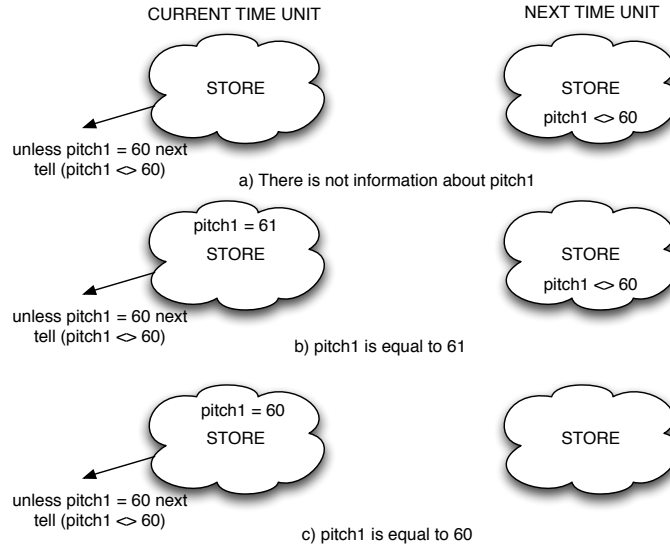 CURRENT TIME UNIT
NEXT TIME UNIT
STORE
STORE
pitch1 <> 60
unless pitch1 = 60 next
tell (pitch1 <> 60)
a) There is not information about pitch1
pitch1 = 61
STORE
STORE
pitch1 <> 60
unless pitch1 = 60 next
tell (pitch1 <> 60)
b) pitch1 is equal to 61
pitch1 = 60
STORE
STORE
unless pitch1 = 60 next
tell (pitch1 <> 60)
c) pitch1 is equal to 60